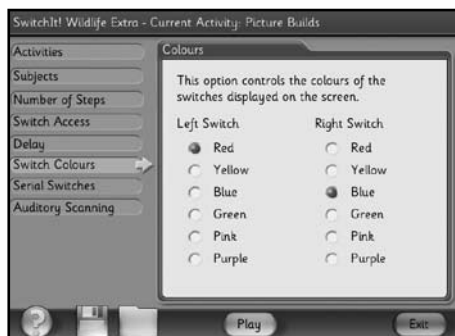 SwitchIt! Wildlife Extra - Current Activity: Picture Builds
Activities
Subjects
Number of Steps
Switch Access
Delay
Switch Colours
Serial Switches
Auditory Scanning
Colours
This option controls the colours of the
switches displayed on the screen.
Left Switch Right Switch
Red Red
Yellow Yellow
Blue Blue
Green Green
Pink Pink
Purple Purple
? Play Exit